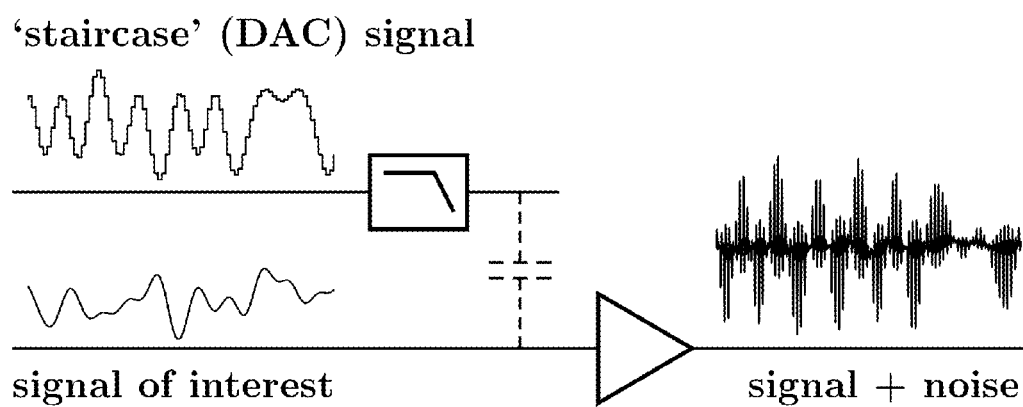 ‘staircase’ (DAC) signal
signal of interest
signal + noise